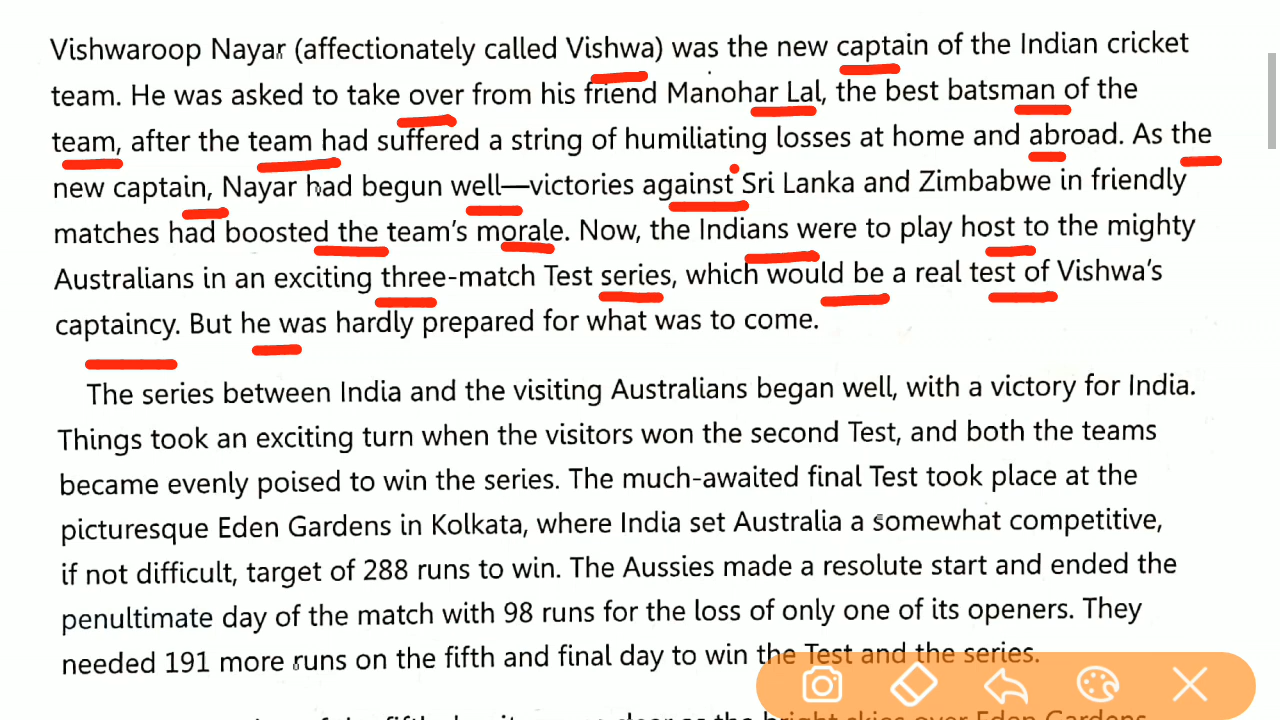 Vishwaroop Nayar (affectionately called Vishwa) was the new captain of the Indian cricket
team. He was asked to take over from his friend Manohar Lal, the best batsman of the
team, after the team had suffered a string of humiliating losses at home and abroad. As the
new captain, Nayar had begun well—victories against Sri Lanka and Zimbabwe in friendly
matches had boosted the team's morale. Now, the Indians were to play host to the mighty
Australians in an exciting three-match Test series, which would be a real test of Vishwa's
captaincy. But he was hardly prepared for what was to come.
The series between India and the visiting Australians began well, with a victory for India.
Things took an exciting turn when the visitors won the second Test, and both the teams
became evenly poised to win the series. The much-awaited final Test took place at the
picturesque Eden Gardens in Kolkata, where India set Australia a somewhat competitive,
if not difficult, target of 288 runs to win. The Aussies made a resolute start and ended the
penultimate day of the match with 98 runs for the loss of only one of its openers. They
needed 191 more runs on the fifth and final day to win the Test and the series.
the bright skies over Eden Gardens